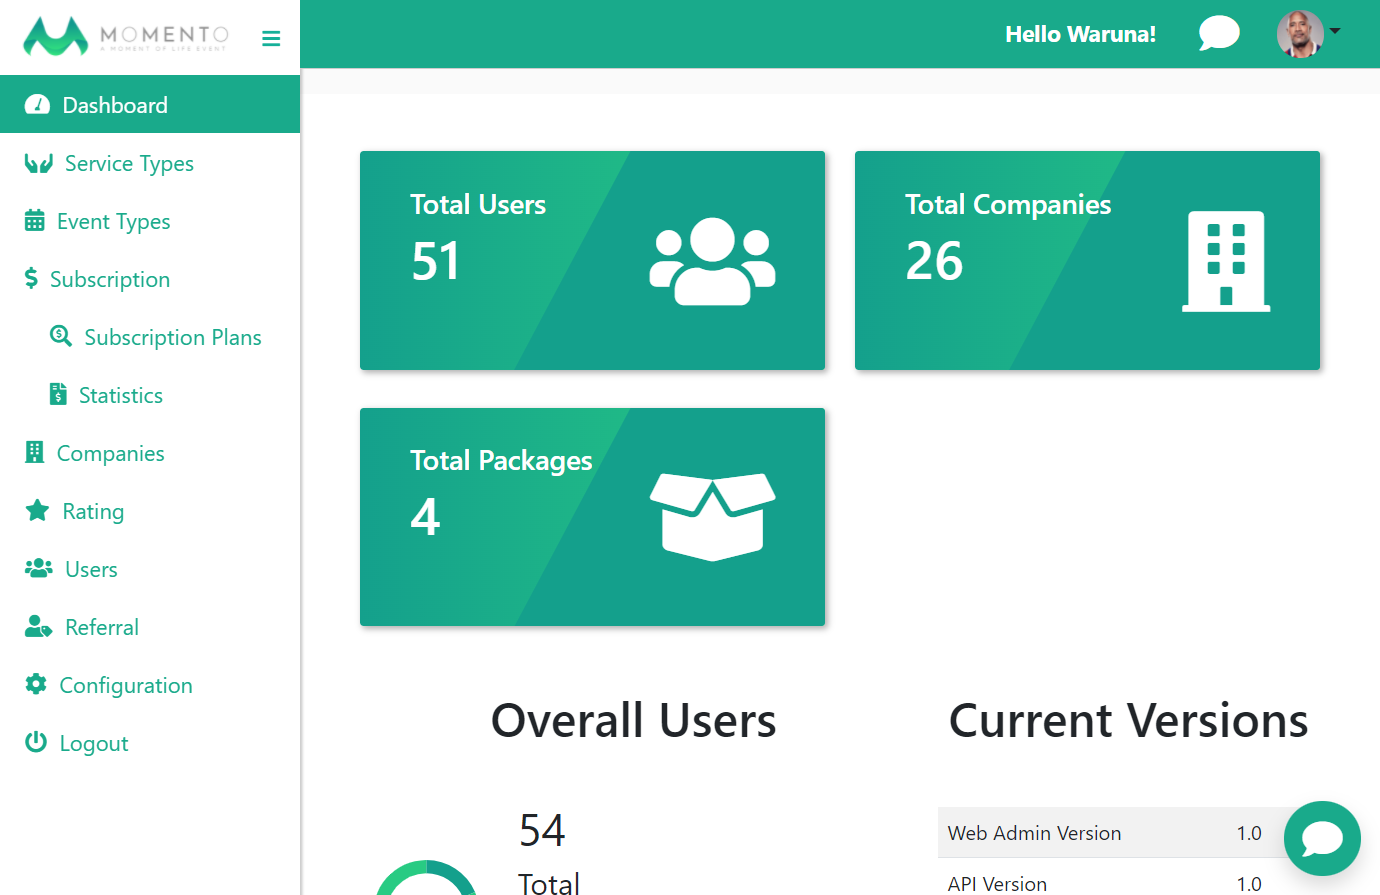 MOMENTO
A MOMENT OF LIFE EVENT
Hello Waruna!
Dashboard
Service Types
Event Types
Subscription
Subscription Plans
Statistics
Companies
Rating
Users
Referral
Configuration
Logout
Total Users
51
Total Companies
26
Total Packages
4
Overall Users
54
Total
Current Versions
Web Admin Version 1.0
API Version 1.0